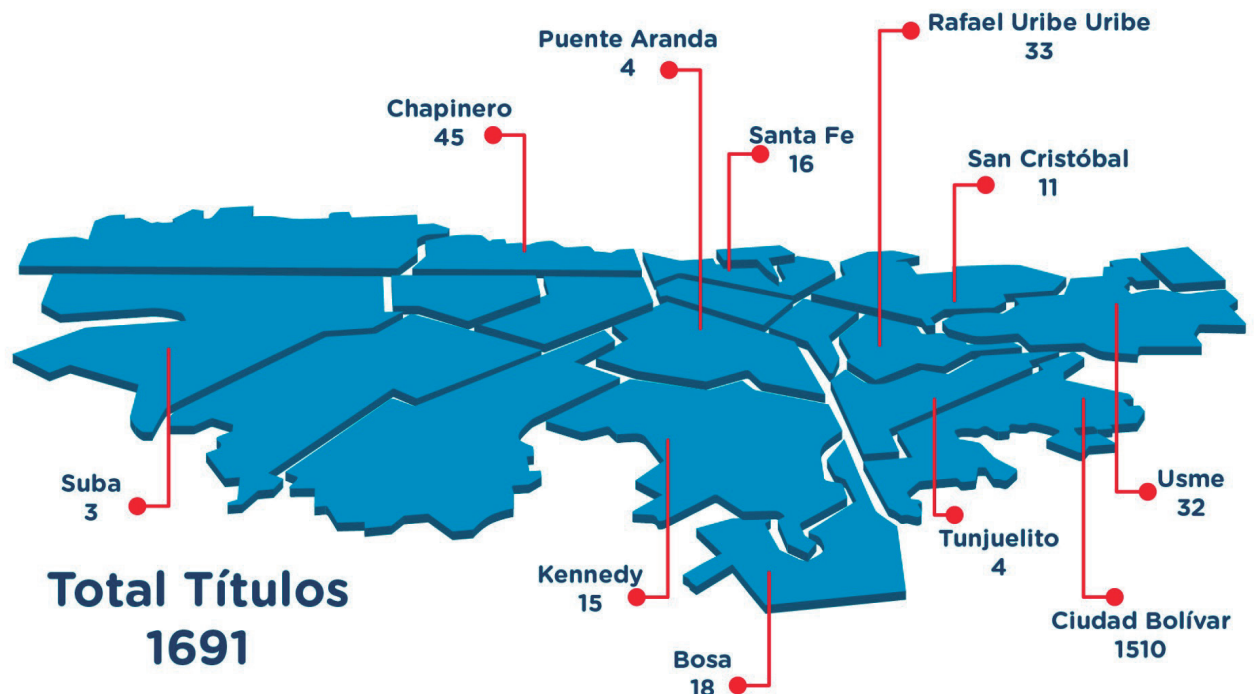 Rafael Uribe Uribe
33
Puente Aranda
4
Chapinero
45
Santa Fe
16
San Cristóbal
11
Suba
3
Usme
32
Tunjuelito
4
Kennedy
15
Ciudad Bolívar
1510
Bosa
18
Total Títulos
1691